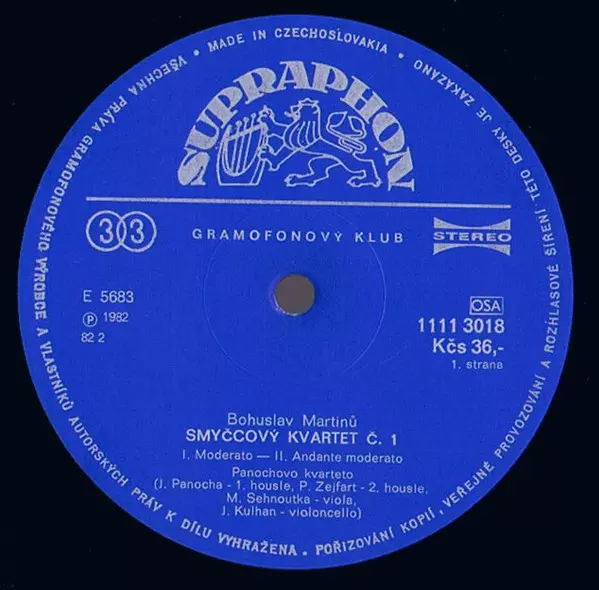 VŠECHNA PRÁVA GRAMOFONOVÉHO VÝROBCE A VLASTNÍKŮ AUTORSKÝCH PRÁV K DÍLU VYHRAŽENA • POŘIZOVÁNÍ KOPIÍ, VEŘEJNÉ PROVOZOVÁNÍ A ROZHLASOVÉ ŠÍŘENÍ TÉTO DESKY JE ZAKÁZÁNO
• MADE IN CZECHOSLOVAKIA •
SUPRAPHON
33
GRAMOFONOVÝ KLUB
STEREO
E 5683
Ⓟ 1982
82 2
OSA
1111 3018
Kčs 36,-
1. strana
Bohuslav Martinů
SMYČCOVÝ KVARTET Č. 1
I. Moderato — II. Andante moderato
Panochovo kvarteto
(J. Panocha - 1. housle, P. Zejfart - 2. housle,
M. Sehnoutka - viola,
J. Kulhan - violoncello)